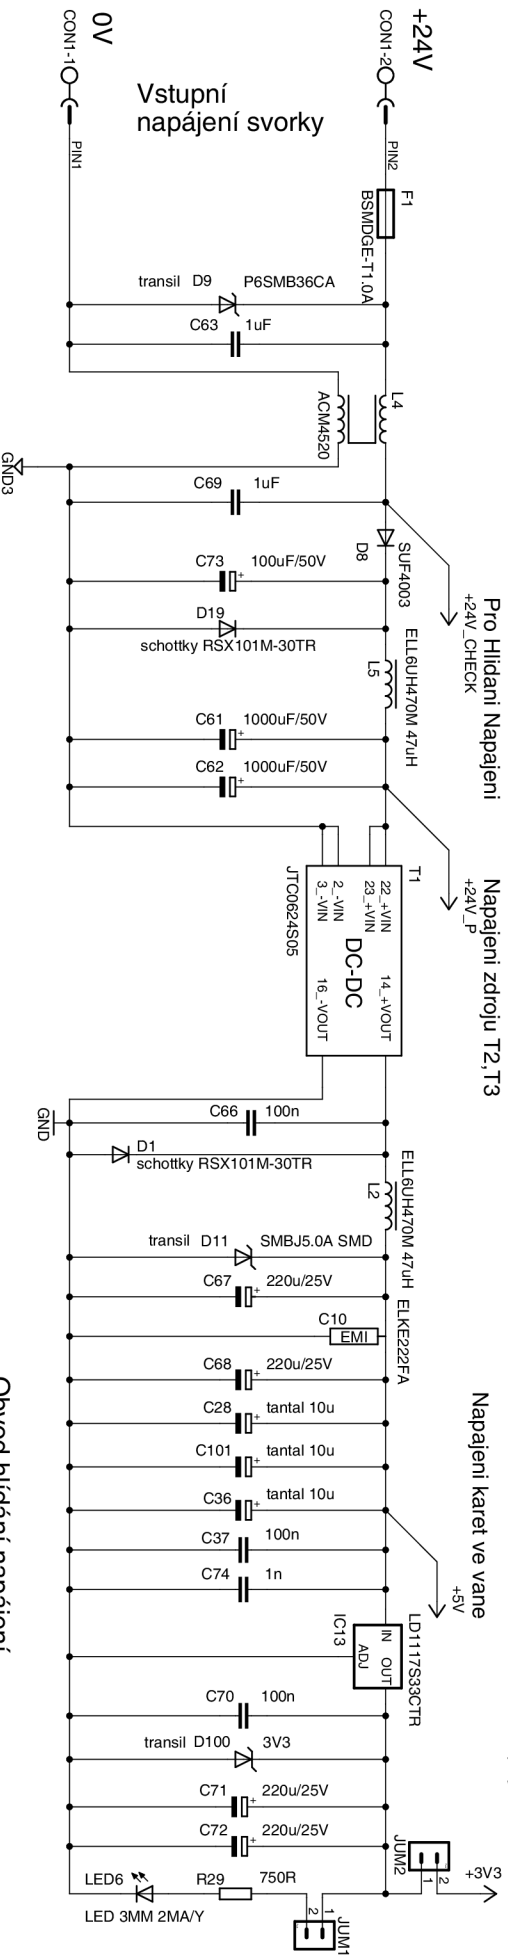 0V
+24V
CON1-1
CON1-2
Vstupní
napájení svorky
PIN1
PIN2
F1
BSMDGE-T1.0A
transil D9 P6SMB36CA
C63 1uF
L4
ACM4520
GND3
C69 1uF
D8
SUF4003
Pro Hlidani Napajeni
+24V_CHECK
C73 100uF/50V
D19
schottky RSX101M-30TR
ELL6UH470M 47uH
L5
C61 1000uF/50V
C62 1000uF/50V
Napajeni zdroju T2,T3
+24V_P
T1
JTC0624S05
22_+VIN
23_+VIN
2_-VIN
3_-VIN
DC-DC
14_+VOUT
16_-VOUT
C66 100n
GND
D1
schottky RSX101M-30TR
ELL6UH470M 47uH
L2
transil D11 SMBJ5.0A SMD
C67 220u/25V
C10
EMI
ELKE222FA
C68 220u/25V
C28 tantal 10u
C101 tantal 10u
C36 tantal 10u
Napajeni karet ve vane
+5V
C37 100n
C74 1n
LD1117S33CTR
IC13
IN OUT
ADJ
C70 100n
transil D100 3V3
C71 220u/25V
C72 220u/25V
JUM2
1
2
+3V3
LED6
R29 750R
LED 3MM 2MA/Y
2
1
JUM1
Obvod hlídání napájení